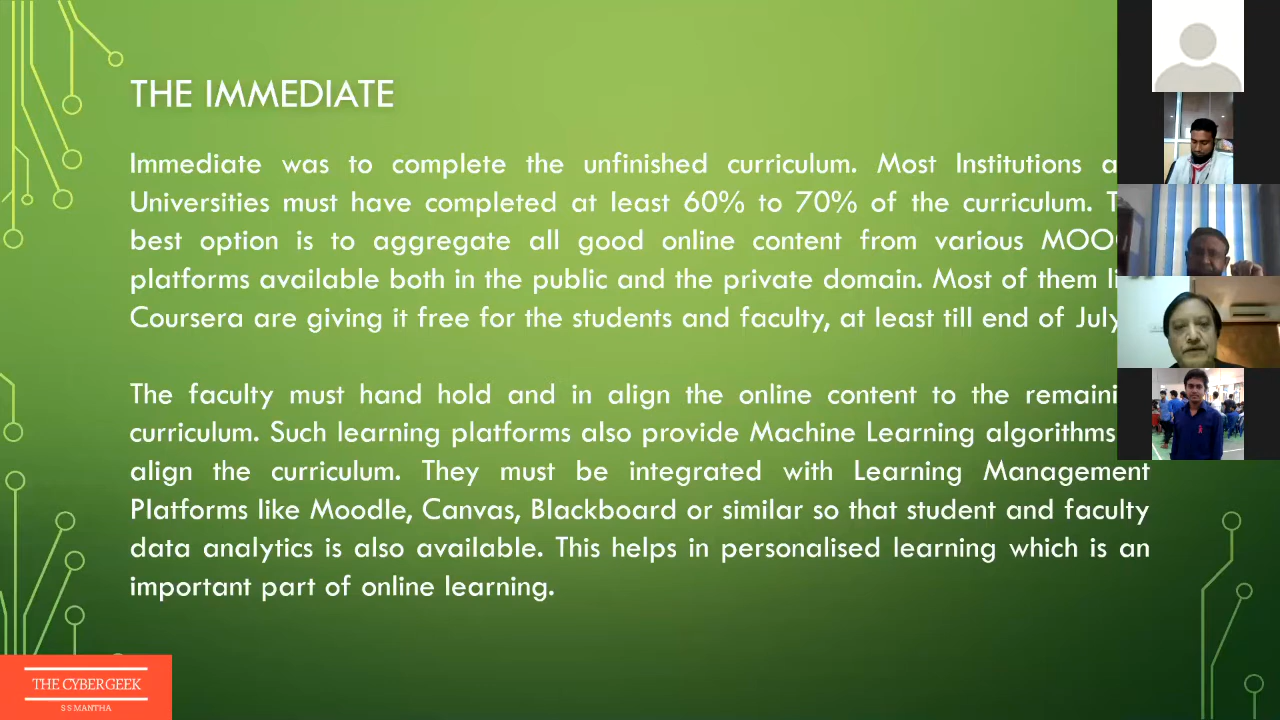 THE IMMEDIATE
Immediate was to complete the unfinished curriculum. Most Institutions
Universities must have completed at least 60% to 70% of the curriculum.
best option is to aggregate all good online content from various
platforms available both in the public and the private domain. Most of them
Coursera are giving it free for the students and faculty, at least till end of July
The faculty must hand hold and in align the online content to the
curriculum. Such learning platforms also provide Machine Learning algorithms
align the curriculum. They must be integrated with Learning Management
Platforms like Moodle, Canvas, Blackboard or similar so that student and faculty
data analytics is also available. This helps in personalised learning which is an
important part of online learning.
THE CYBERGEEK
S S MANTHA